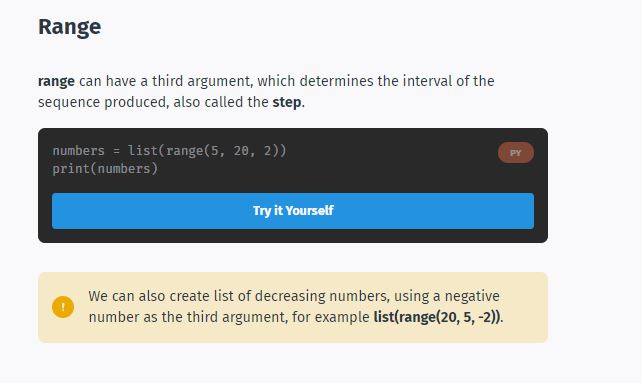 Range
range can have a third argument, which determines the interval of the
sequence produced, also called the step.
numbers = list(range(5, 20, 2))
PY
print(numbers)
Try it Yourself
!
We can also create list of decreasing numbers, using a negative
number as the third argument, for example list(range(20, 5, -2)).